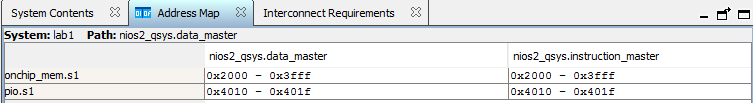 System Contents Address Map Interconnect Requirements
System: lab1 Path: nios2_qsys.data_master
nios2_qsys.data_master nios2_qsys.instruction_master
onchip_mem.s1 0x2000 - 0x3fff 0x2000 - 0x3fff
pio.s1 0x4010 - 0x401f 0x4010 - 0x401f